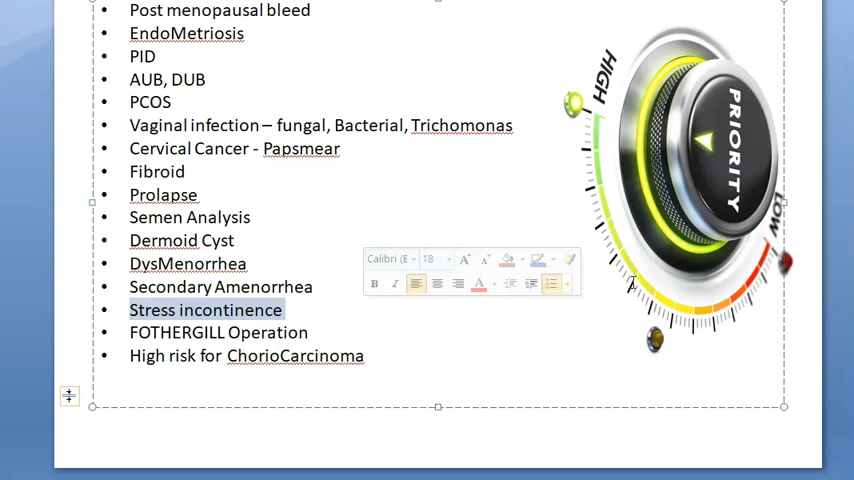 Post menopausal bleed
EndoMetriosis
PID
AUB, DUB
PCOS
Vaginal infection – fungal, Bacterial, Trichomonas
Cervical Cancer - Papsmear
Fibroid
Prolapse
Semen Analysis
Dermoid Cyst
DysMenorrhea
Secondary Amenorrhea
Stress incontinence
FOTHERGILL Operation
High risk for ChorioCarcinoma
HIGH
PRIORITY
LOW
Calibri (E 18 A A
B I A